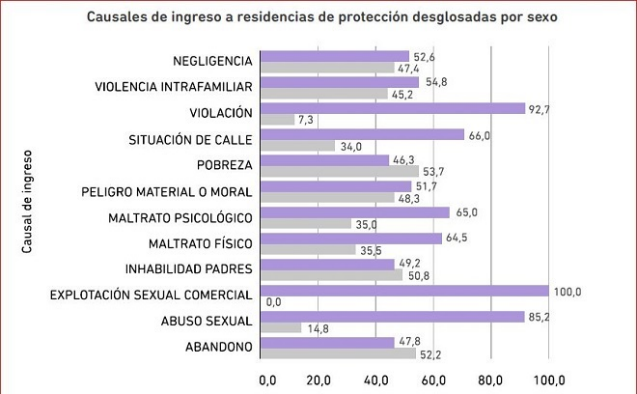 Causales de ingreso a residencias de protección desglosadas por sexo
Causal de ingreso
NEGLIGENCIA
52,6
47,4
VIOLENCIA INTRAFAMILIAR
54,8
45,2
VIOLACIÓN
92,7
7,3
SITUACIÓN DE CALLE
66,0
34,0
POBREZA
46,3
53,7
PELIGRO MATERIAL O MORAL
51,7
48,3
MALTRATO PSICOLÓGICO
65,0
35,0
MALTRATO FÍSICO
64,5
35,5
INHABILIDAD PADRES
49,2
50,8
EXPLOTACIÓN SEXUAL COMERCIAL
100,0
0,0
ABUSO SEXUAL
85,2
14,8
ABANDONO
47,8
52,2
0,0 20,0 40,0 60,0 80,0 100,0